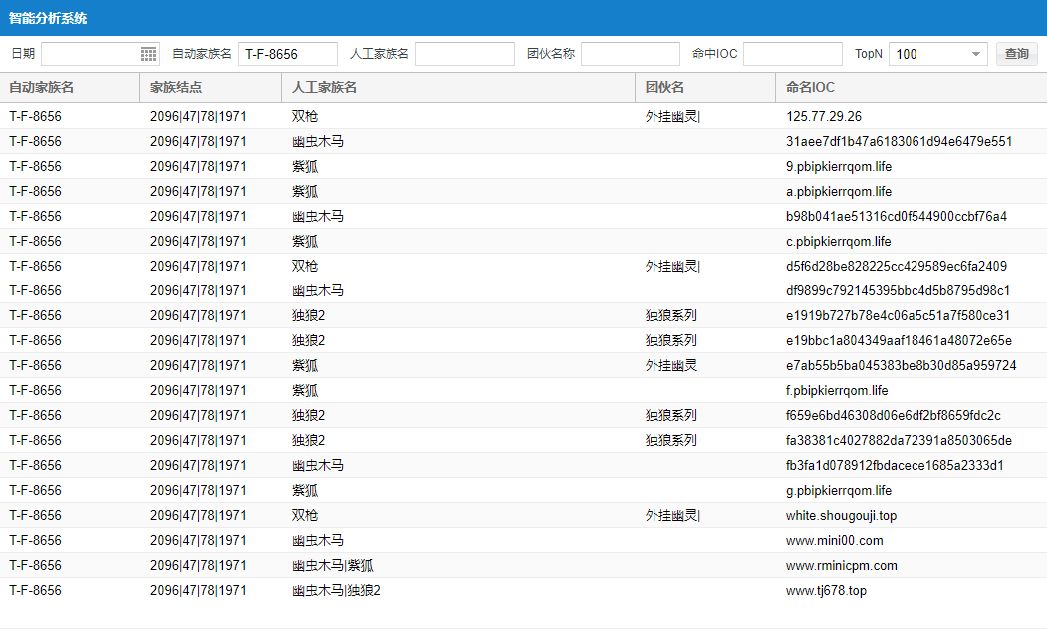 智能分析系统
日期 自动家族名 T-F-8656 人工家族名 团伙名称 命中IOC TopN 100 查询
自动家族名 家族结点 人工家族名 团伙名 命名IOC
T-F-8656 2096|47|78|1971 双枪 外挂幽灵| 125.77.29.26
T-F-8656 2096|47|78|1971 幽虫木马 31aee7df1b47a6183061d94e6479e551
T-F-8656 2096|47|78|1971 紫狐 9.pbipkierrqom.life
T-F-8656 2096|47|78|1971 紫狐 a.pbipkierrqom.life
T-F-8656 2096|47|78|1971 幽虫木马 b98b041ae51316cd0f544900ccbf76a4
T-F-8656 2096|47|78|1971 紫狐 c.pbipkierrqom.life
T-F-8656 2096|47|78|1971 双枪 外挂幽灵| d5f6d28be828225cc429589ec6fa2409
T-F-8656 2096|47|78|1971 幽虫木马 df9899c792145395bbc4d5b8795d98c1
T-F-8656 2096|47|78|1971 独狼2 独狼系列 e1919b727b78e4c06a5c51a7f580ce31
T-F-8656 2096|47|78|1971 独狼2 独狼系列 e19bbc1a804349aaf18461a48072e65e
T-F-8656 2096|47|78|1971 紫狐 外挂幽灵 e7ab55b5ba045383be8b30d85a959724
T-F-8656 2096|47|78|1971 紫狐 f.pbipkierrqom.life
T-F-8656 2096|47|78|1971 独狼2 独狼系列 f659e6bd46308d06e6df2bf8659fdc2c
T-F-8656 2096|47|78|1971 独狼2 独狼系列 fa38381c4027882da72391a8503065de
T-F-8656 2096|47|78|1971 幽虫木马 fb3fa1d078912fbdacece1685a2333d1
T-F-8656 2096|47|78|1971 紫狐 g.pbipkierrqom.life
T-F-8656 2096|47|78|1971 双枪 外挂幽灵| white.shougouji.top
T-F-8656 2096|47|78|1971 幽虫木马 www.mini00.com
T-F-8656 2096|47|78|1971 幽虫木马|紫狐 www.rminicpm.com
T-F-8656 2096|47|78|1971 幽虫木马|独狼2 www.tj678.top